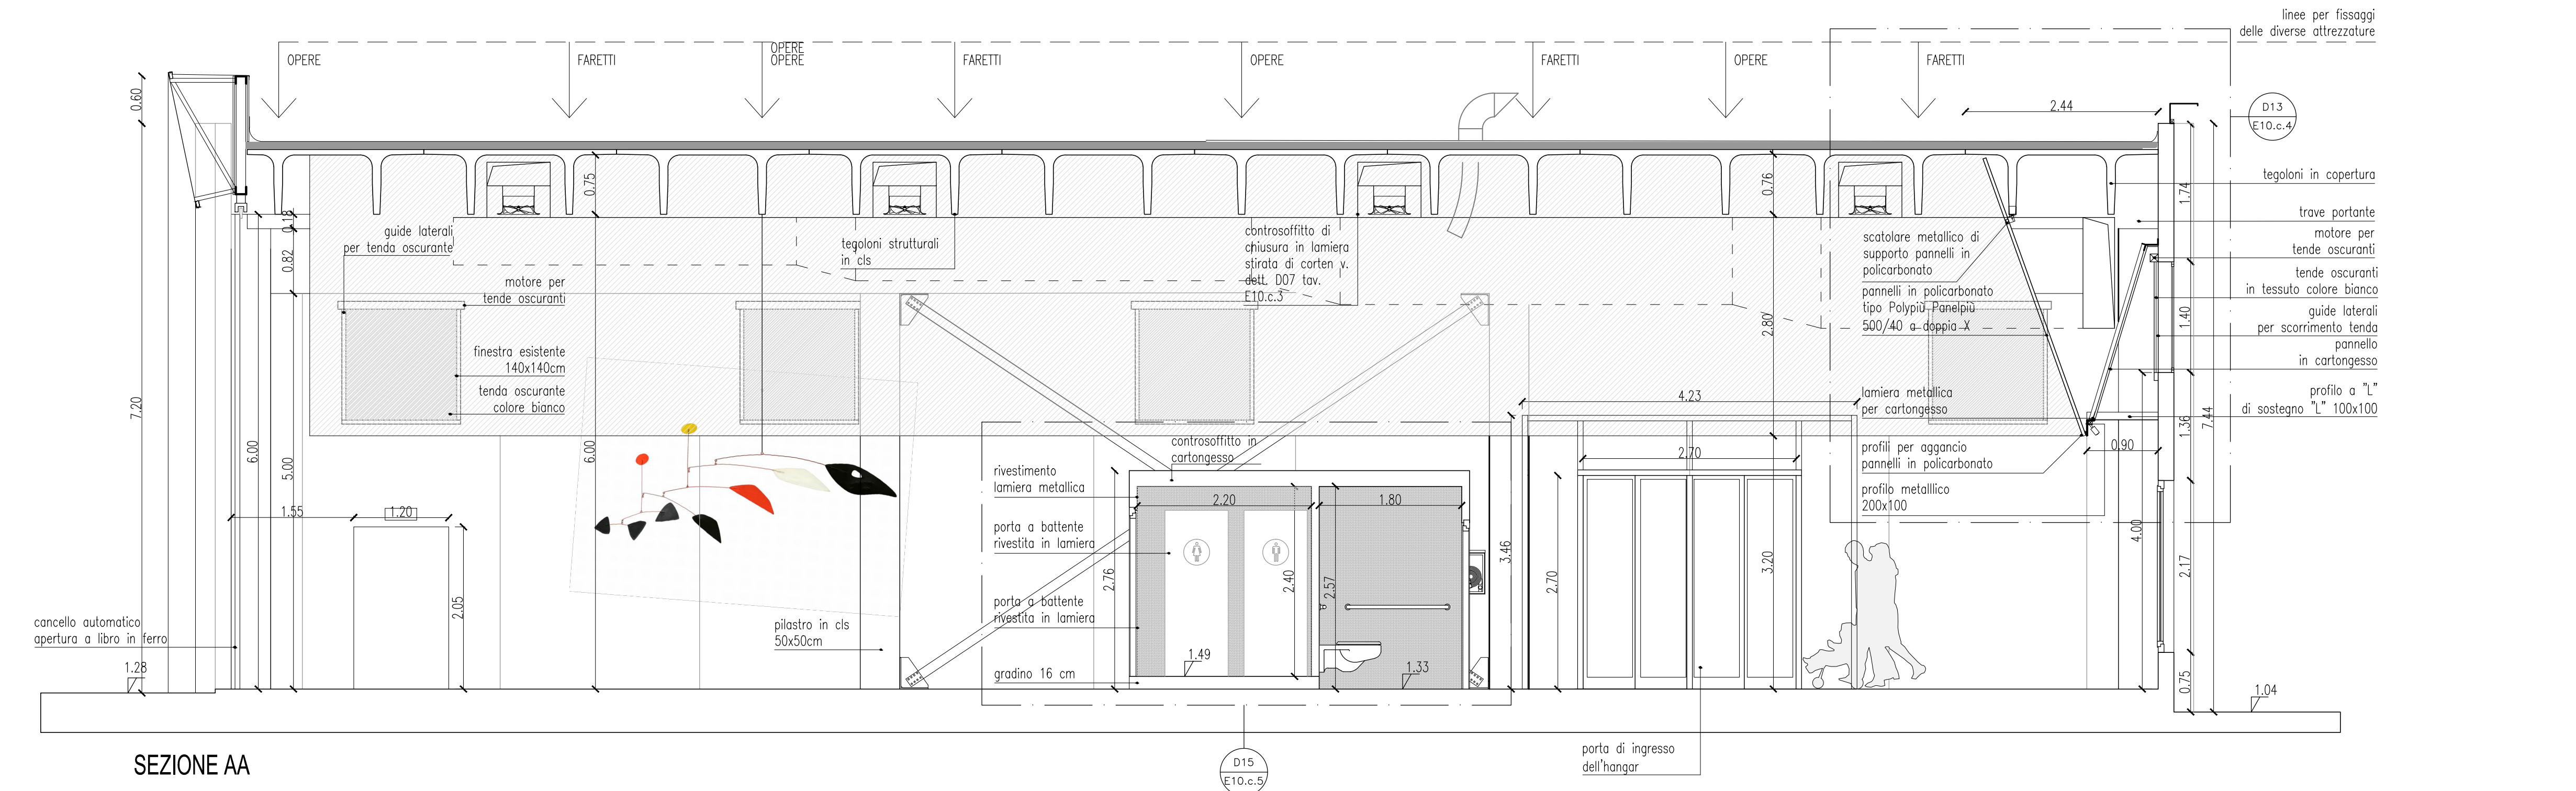 linee per fissaggi
delle diverse attrezzature
OPERE
FARETTI
OPERE
OPERE
FARETTI
OPERE
FARETTI
OPERE
FARETTI
2.44
D13
E10.c.4
0.60
7.20
0.18
0.82
6.00
5.00
0.75
6.00
0.76
2.80
3.20
guide laterali
per tenda oscurante
motore per
tende oscuranti
finestra esistente
140x140cm
tenda oscurante
colore bianco
tegoloni strutturali
in cls
controsoffitto di
chiusura in lamiera
stirata di corten v.
dett. D07 tav.
E10.c.3
scatolare metallico di
supporto pannelli in
policarbonato
pannelli in policarbonato
tipo Polypiù Panelpiù
500/40 a doppia X
lamiera metallica
per cartongesso
profili per aggancio
pannelli in policarbonato
profilo metalllico
200x100
tegoloni in copertura
trave portante
motore per
tende oscuranti
tende oscuranti
in tessuto colore bianco
guide laterali
per scorrimento tenda
pannello
in cartongesso
profilo a "L"
di sostegno "L" 100x100
1.74
1.40
1.36
7.44
2.17
0.75
0.90
4.00
1.04
4.23
2.70
2.70
3.46
1.55
1.20
2.05
cancello automatico
apertura a libro in ferro
1.28
pilastro in cls
50x50cm
controsoffitto in
cartongesso
rivestimento
lamiera metallica
porta a battente
rivestita in lamiera
porta a battente
rivestita in lamiera
gradino 16 cm
2.76
2.20
1.80
2.40
2.57
1.49
1.33
porta di ingresso
dell'hangar
D15
E10.c.5
SEZIONE AA